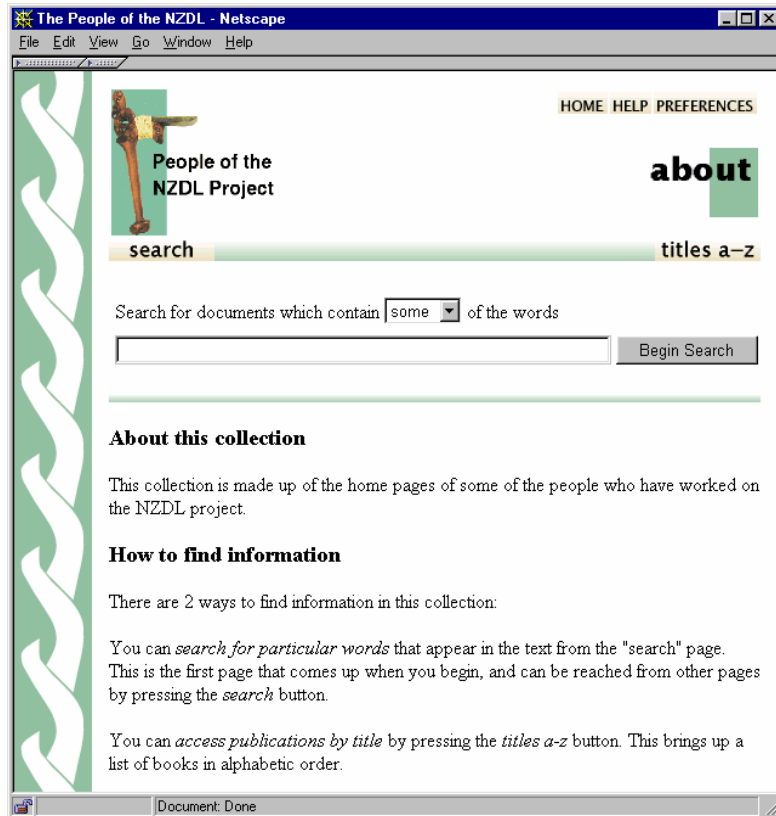 The People of the NZDL - Netscape
File Edit View Go Window Help
HOME HELP PREFERENCES
People of the
NZDL Project
about
search titles a–z
Search for documents which contain some of the words
Begin Search
About this collection
This collection is made up of the home pages of some of the people who have worked on
the NZDL project.
How to find information
There are 2 ways to find information in this collection:
You can search for particular words that appear in the text from the "search" page.
This is the first page that comes up when you begin, and can be reached from other pages
by pressing the search button.
You can access publications by title by pressing the titles a-z button. This brings up a
list of books in alphabetic order.
Document: Done